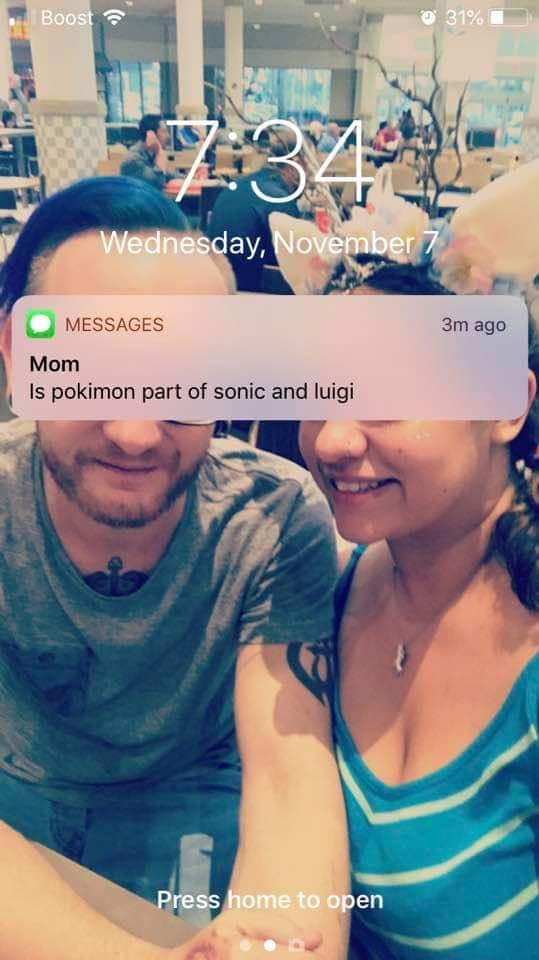 Boost 31%
7:34
Wednesday, November 7
MESSAGES 3m ago
Mom
Is pokimon part of sonic and luigi
Press home to open